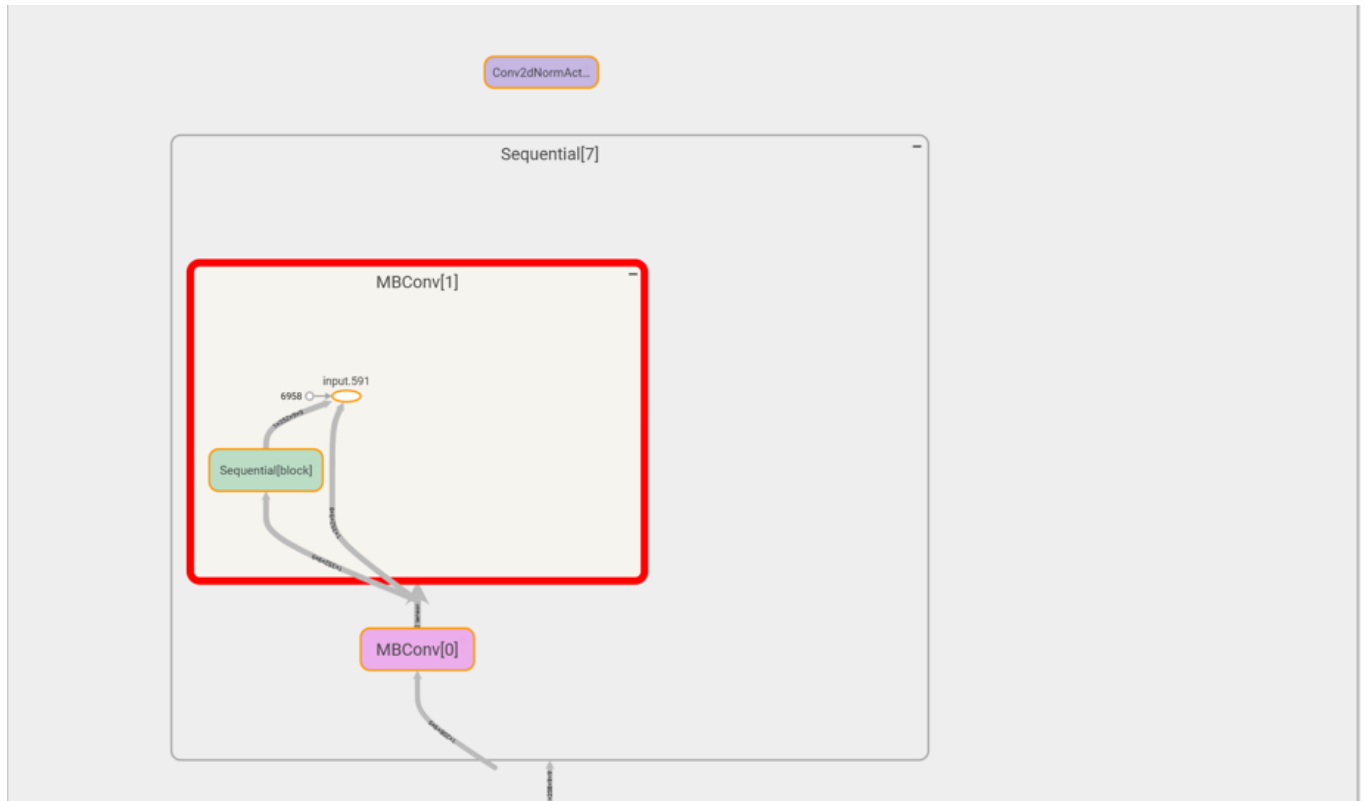 Conv2dNormAct...
Sequential[7]
MBConv[1]
input.591
6958
Sequential[block]
MBConv[0]